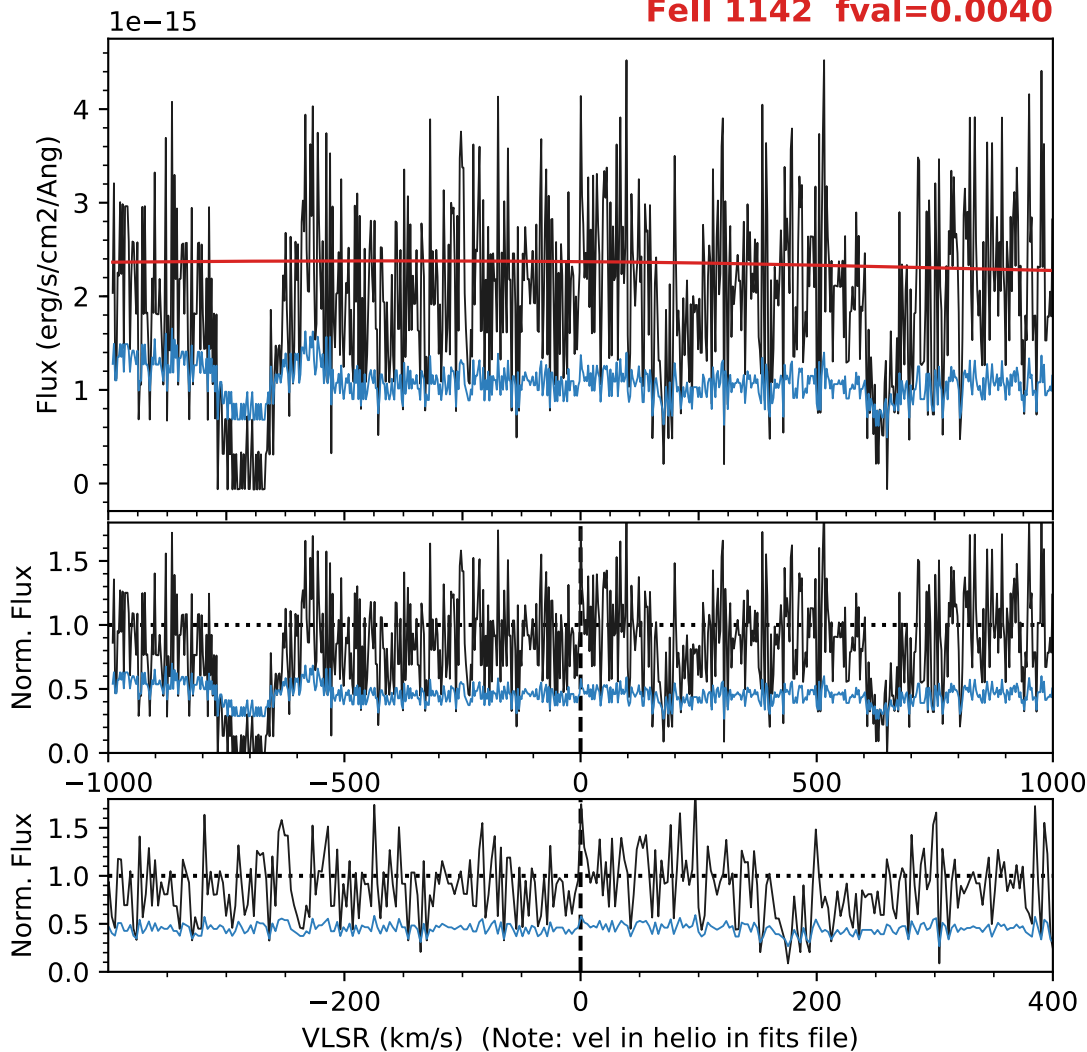 1e−15
FeII 1142 fval=0.0040
Flux (erg/s/cm2/Ang)
4
3
2
1
0
Norm. Flux
1.5
1.0
0.5
0.0
−1000 −500 0 500 1000
Norm. Flux
1.5
1.0
0.5
0.0
−200 0 200 400
VLSR (km/s) (Note: vel in helio in fits file)